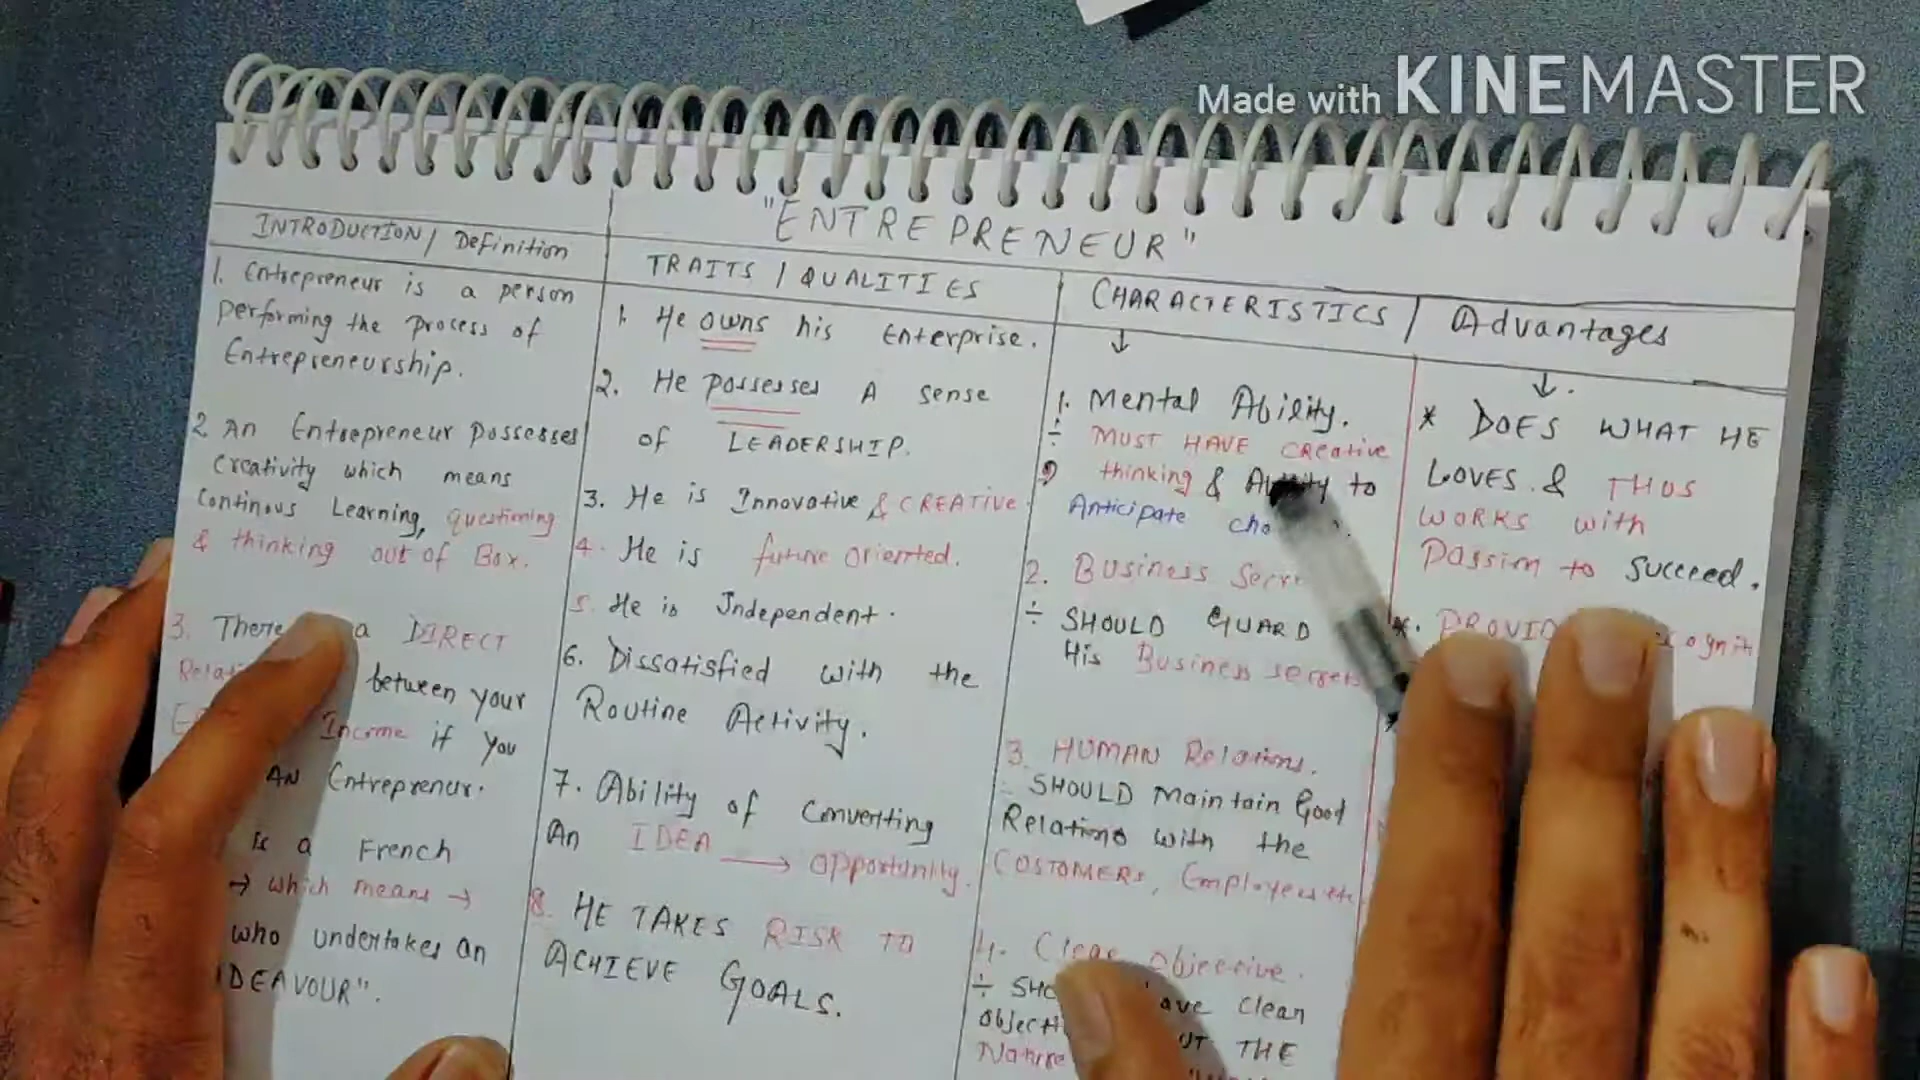 Made with KINEMASTER
"ENTREPRENEUR"
INTRODUCTION / Definition
1. Entrepreneur is a person
performing the process of
Entrepreneurship.
2 An Entrepreneur possesses
creativity which means
Continous Learning, questioning
& thinking out of Box.
3. There a DIRECT
between your
Income if you
AN Entreprenur.
is a French
→ which means →
who undertakes an
DEAVOUR".
TRAITS / QUALITIES
1. He owns his Enterprise.
2. He possesses A sense
of LEADERSHIP.
3. He is Innovative & CREATIVE
4. He is future oriented.
5. He is Independent.
6. Dissatisfied with the
Routine Activity.
7. Ability of converting
An IDEA → opportunity.
8. HE TAKES RISK TO
ACHIEVE GOALS.
CHARACTERISTICS /
↓
1. Mental Ability.
÷ MUST HAVE CReative
thinking & Ability to
Anticipate
2. Business
÷ SHOULD GUARD
His Business secrets
3. HUMAN Relations.
SHOULD Maintain Good
Relations with the
COSTOMERS, Employees etc
4. Clear objective.
÷ clear
THE
Nature
Advantages
↓.
* DOES WHAT HE
LOVES. & THUS
WORKS with
Passion to succeed.
*.